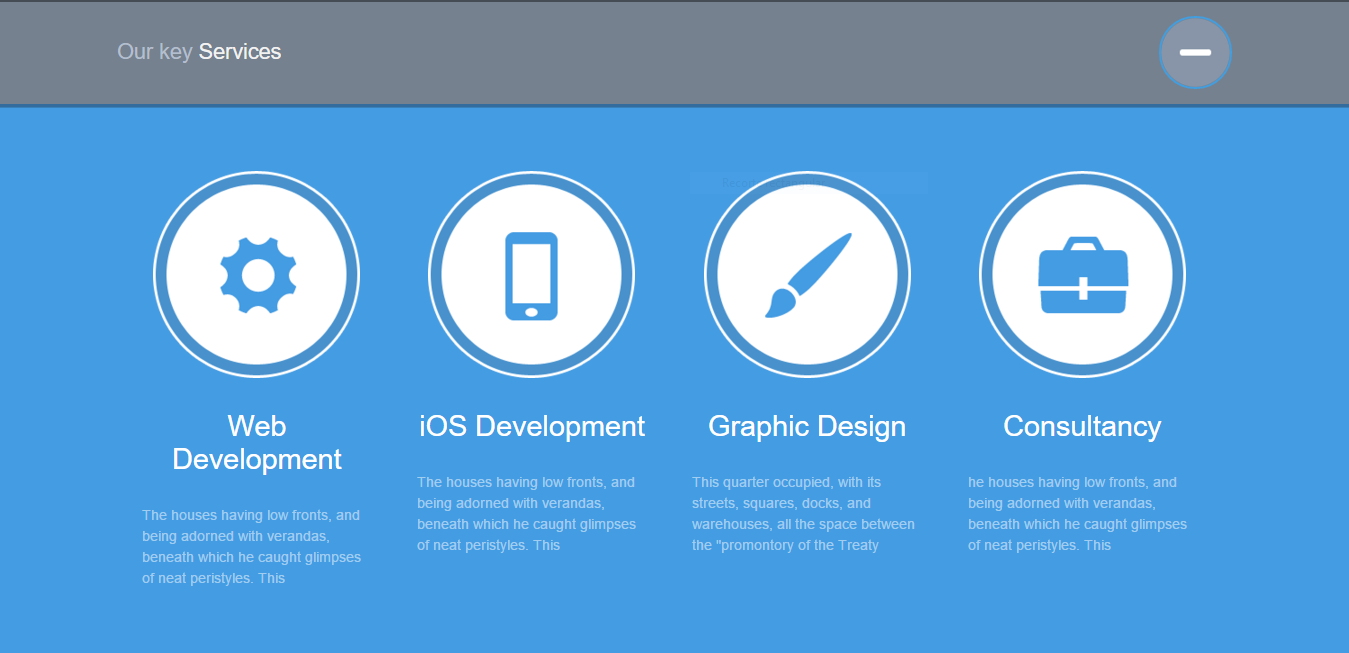 Our key Services
Web
Development
The houses having low fronts, and
being adorned with verandas,
beneath which he caught glimpses
of neat peristyles. This
iOS Development
The houses having low fronts, and
being adorned with verandas,
beneath which he caught glimpses
of neat peristyles. This
Graphic Design
This quarter occupied, with its
streets, squares, docks, and
warehouses, all the space between
the "promontory of the Treaty
Consultancy
he houses having low fronts, and
being adorned with verandas,
beneath which he caught glimpses
of neat peristyles. This